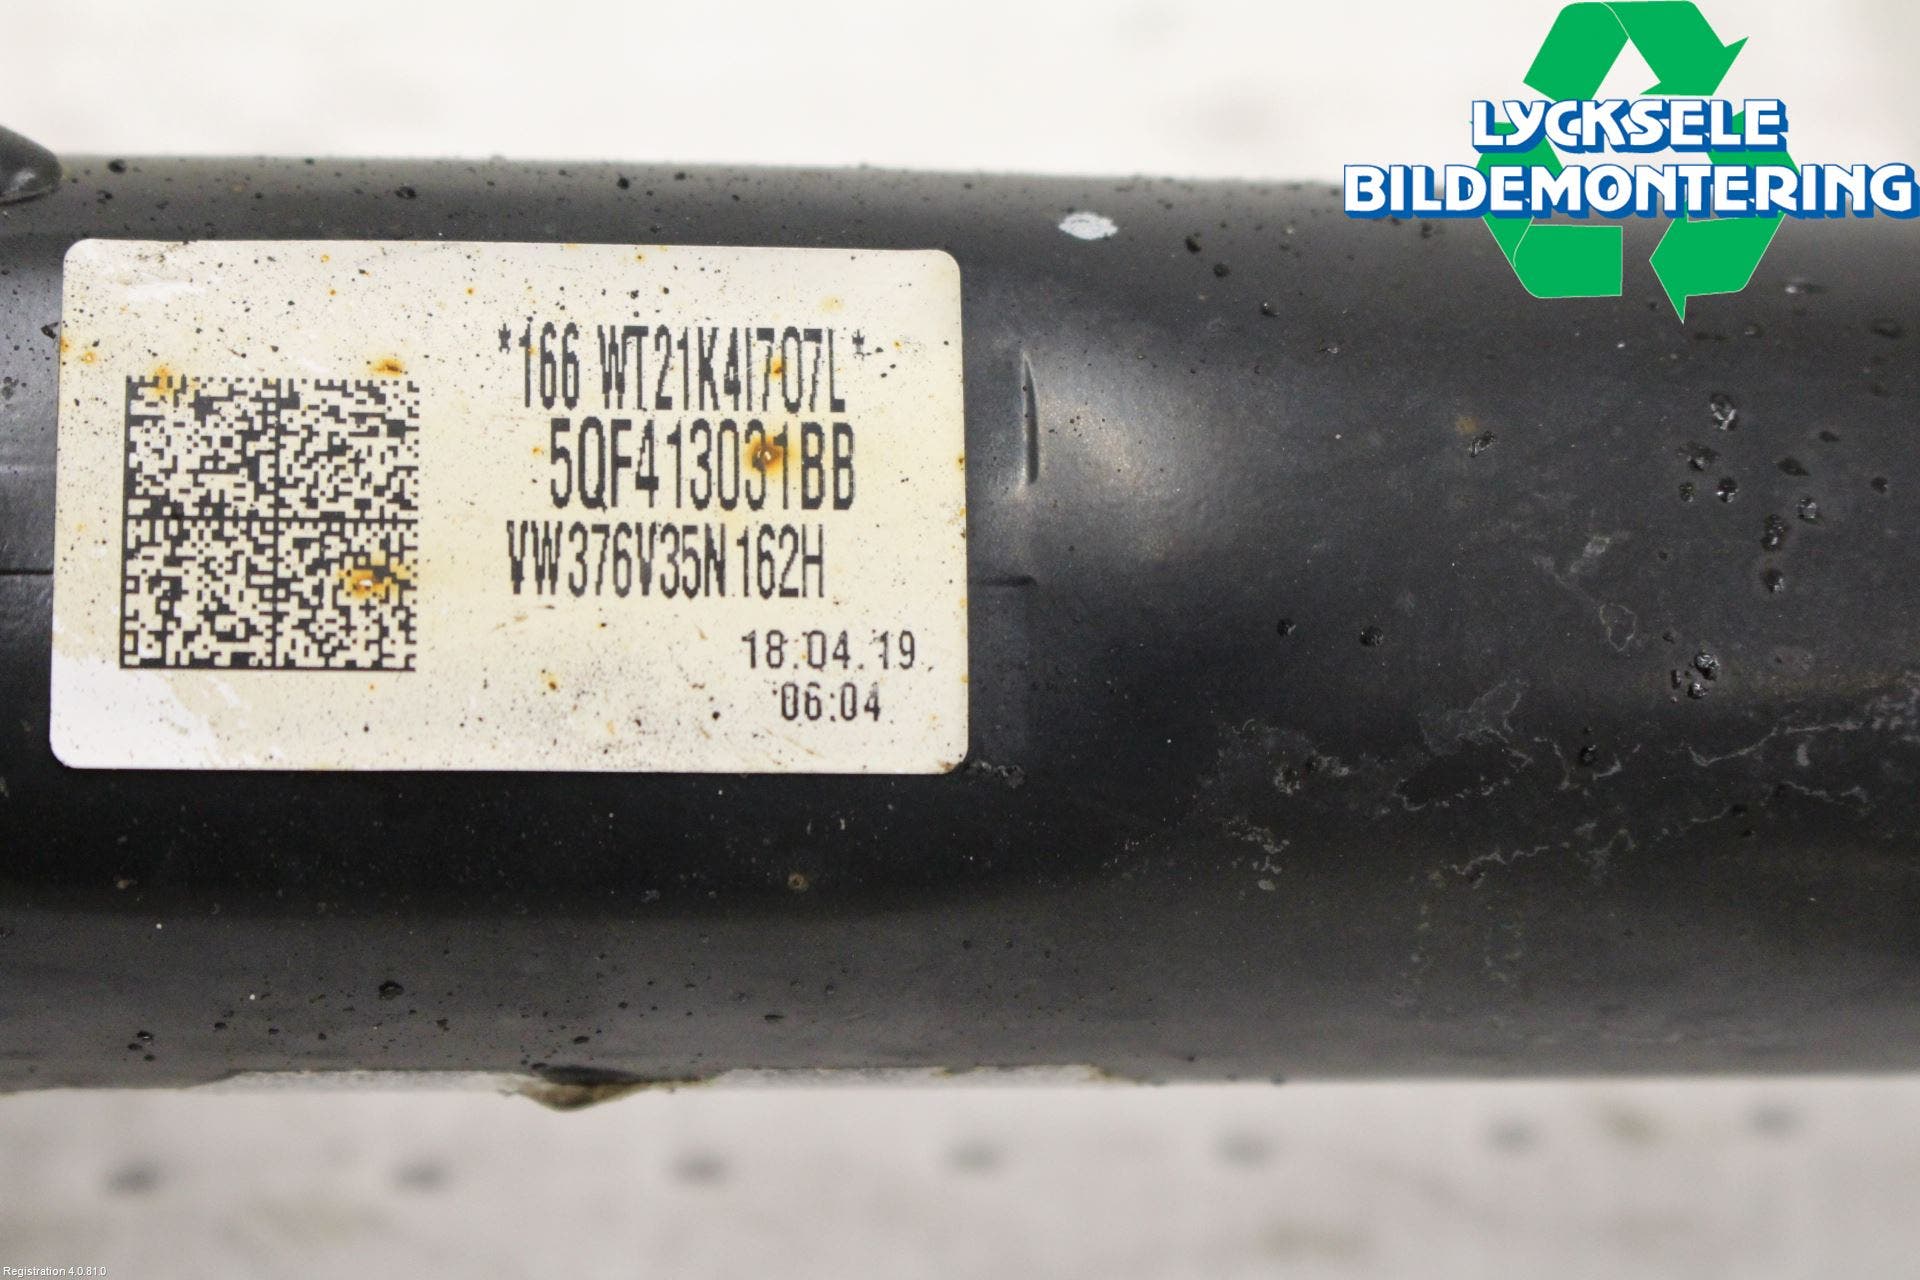 LYCKSELE
BILDEMONTERING
*166 WT21K4I707L*
5QF413031BB
VW376V35N162H
18.04.19
06:04
Registration 4.0.81.0